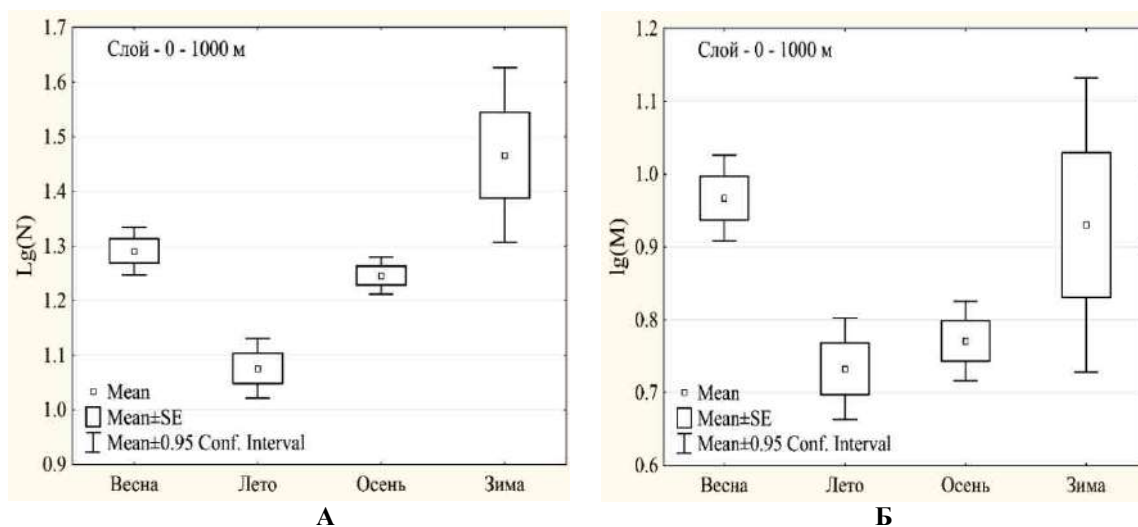 Слой - 0 - 1000 м
1.7
1.6
1.5
1.4
1.3
1.2
1.1
1.0
0.9
Lg(N)
Mean
Mean±SE
Mean±0.95 Conf. Interval
Весна Лето Осень Зима
А
Слой - 0 - 1000 м
1.2
1.1
1.0
0.9
0.8
0.7
0.6
lg(M)
Mean
Mean±SE
Mean±0.95 Conf. Interval
Весна Лето Осень Зима
Б